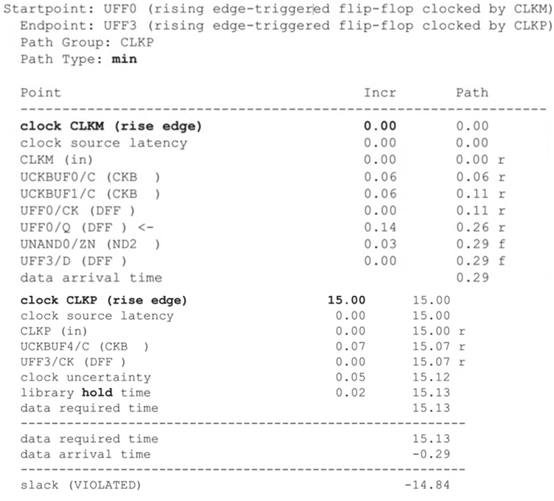 Startpoint: UFF0 (rising edge-triggered flip-flop clocked by CLKM)
Endpoint: UFF3 (rising edge-triggered flip-flop clocked by CLKP)
Path Group: CLKP
Path Type: min
Point Incr Path
----------------------------------------------------------------
clock CLKM (rise edge) 0.00 0.00
clock source latency 0.00 0.00
CLKM (in) 0.00 0.00 r
UCKBUF0/C (CKB ) 0.06 0.06 r
UCKBUF1/C (CKB ) 0.06 0.11 r
UFF0/CK (DFF ) 0.00 0.11 r
UFF0/Q (DFF ) <- 0.14 0.26 r
UNAND0/ZN (ND2 ) 0.03 0.29 f
UFF3/D (DFF ) 0.00 0.29 f
data arrival time 0.29
clock CLKP (rise edge) 15.00 15.00
clock source latency 0.00 15.00
CLKP (in) 0.00 15.00 r
UCKBUF4/C (CKB ) 0.07 15.07 r
UFF3/CK (DFF ) 0.00 15.07 r
clock uncertainty 0.05 15.12
library hold time 0.02 15.13
data required time 15.13
----------------------------------------------------------------
data required time 15.13
data arrival time -0.29
----------------------------------------------------------------
slack (VIOLATED) -14.84